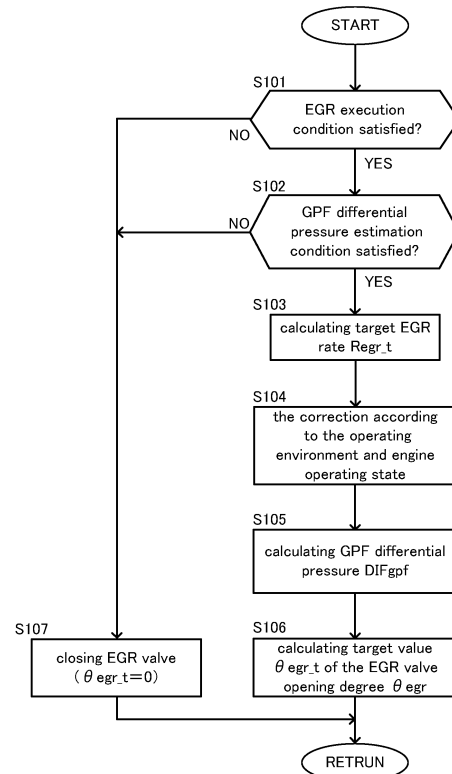 START
S101
EGR execution
condition satisfied?
NO
YES
S102
GPF differential
pressure estimation
condition satisfied?
NO
YES
S103
calculating target EGR
rate Regr_t
S104
the correction according
to the operating
environment and engine
operating state
S105
calculating GPF differential
pressure DIFgpf
S106
calculating target value
θ egr_t of the EGR valve
opening degree θ egr
S107
closing EGR valve
( θ egr_t=0)
RETRUN